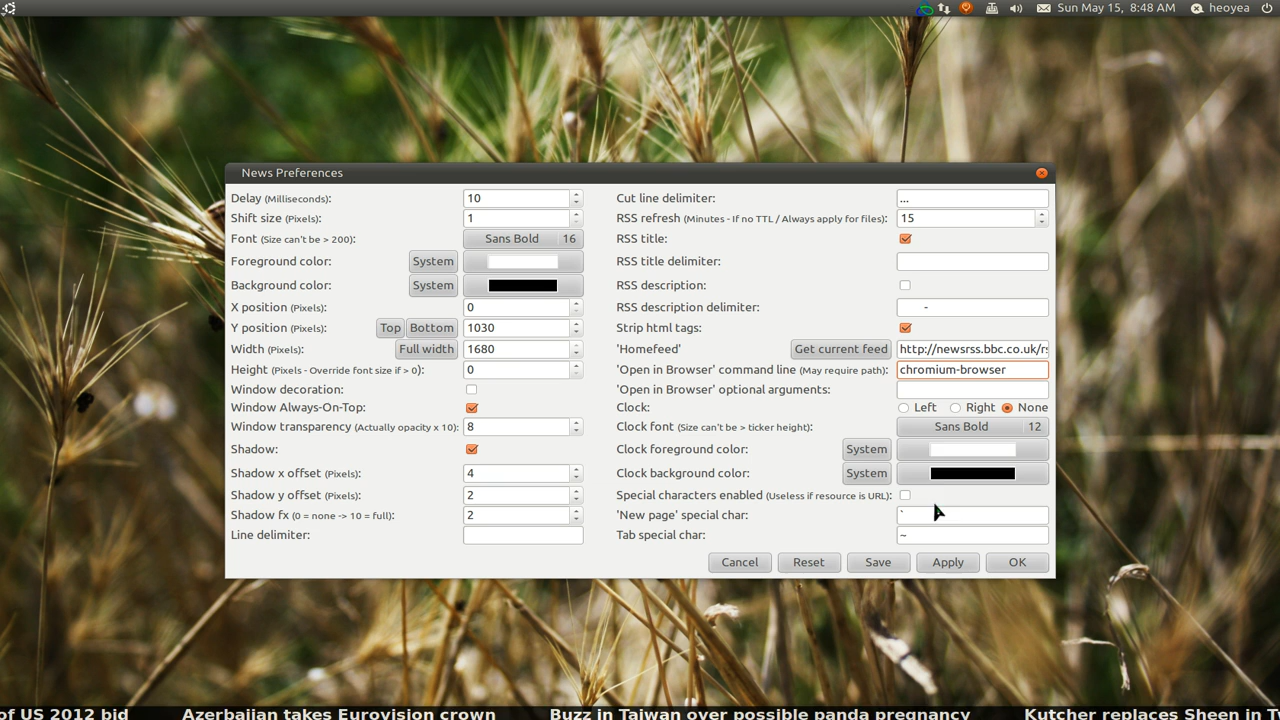 Sun May 15, 8:48 AM heoyea
News Preferences
Delay (Milliseconds): 10
Shift size (Pixels): 1
Font (Size can't be > 200): Sans Bold 16
Foreground color: System
Background color: System
X position (Pixels): 0
Y position (Pixels): Top Bottom 1030
Width (Pixels): Full width 1680
Height (Pixels - Override font size if > 0): 0
Window decoration:
Window Always-On-Top:
Window transparency (Actually opacity x 10): 8
Shadow:
Shadow x offset (Pixels): 4
Shadow y offset (Pixels): 2
Shadow fx (0 = none -> 10 = full): 2
Line delimiter:
Cut line delimiter: ...
RSS refresh (Minutes - If no TTL / Always apply for files): 15
RSS title:
RSS title delimiter:
RSS description:
RSS description delimiter: -
Strip html tags:
'Homefeed' Get current feed http://newsrss.bbc.co.uk/rs
'Open in Browser' command line (May require path): chromium-browser
'Open in Browser' optional arguments:
Clock: Left Right None
Clock font (Size can't be > ticker height): Sans Bold 12
Clock foreground color: System
Clock background color: System
Special characters enabled (Useless if resource is URL):
'New page' special char: `
Tab special char: ~
Cancel Reset Save Apply OK
of US 2012 bid Azerbaijan takes Eurovision crown Buzz in Taiwan over possible panda pregnancy Kutcher replaces Sheen in T